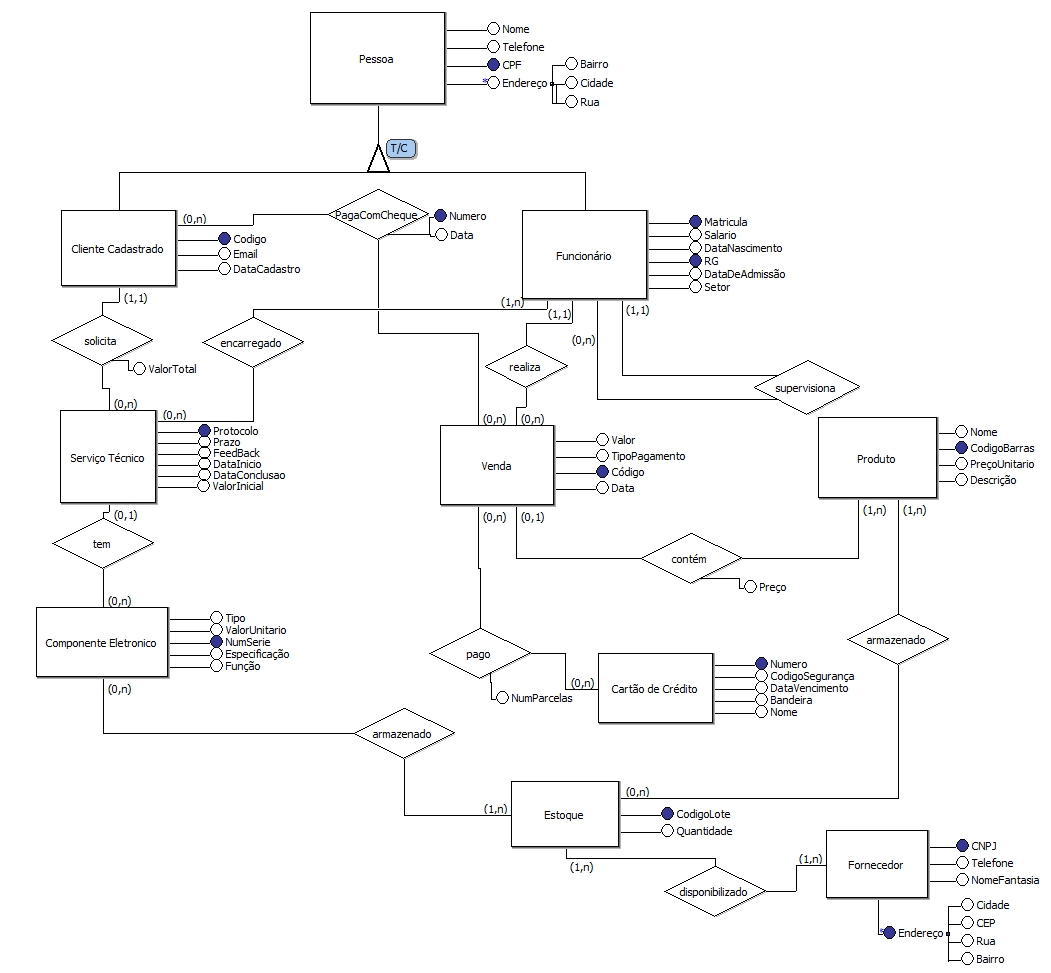 Pessoa
Nome
Telefone
CPF
* Endereço
Bairro
Cidade
Rua
T/C
(0,n)
PagaComCheque
Numero
Data
Cliente Cadastrado
Codigo
Email
DataCadastro
Funcionário
Matricula
Salario
DataNascimento
RG
DataDeAdmissão
Setor
(1,1)
(1,n)
(1,1)
(0,n)
(1,1)
solicita
ValorTotal
encarregado
realiza
supervisiona
(0,n)
(0,n)
(0,n)
(0,n)
Serviço Técnico
Protocolo
Prazo
FeedBack
DataInicio
DataConclusao
ValorInicial
Venda
Valor
TipoPagamento
Código
Data
Produto
Nome
CodigoBarras
PreçoUnitario
Descrição
(0,1)
(0,n)
(0,1)
(1,n)
(1,n)
tem
contém
Preço
(0,n)
Componente Eletronico
Tipo
ValorUnitario
NumSerie
Especificação
Função
(0,n)
pago
NumParcelas
(0,n)
Cartão de Crédito
Numero
CodigoSegurança
DataVencimento
Bandeira
Nome
armazenado
armazenado
(1,n)
(0,n)
Estoque
CodigoLote
Quantidade
(1,n)
disponibilizado
(1,n)
Fornecedor
CNPJ
Telefone
NomeFantasia
* Endereço
Cidade
CEP
Rua
Bairro